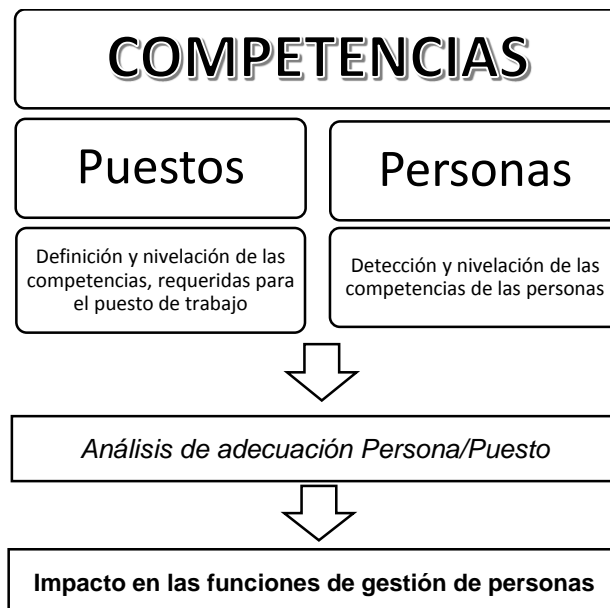 COMPETENCIAS
Puestos
Personas
Definición y nivelación de las
competencias, requeridas para
el puesto de trabajo
Detección y nivelación de las
competencias de las personas
Análisis de adecuación Persona/Puesto
Impacto en las funciones de gestión de personas